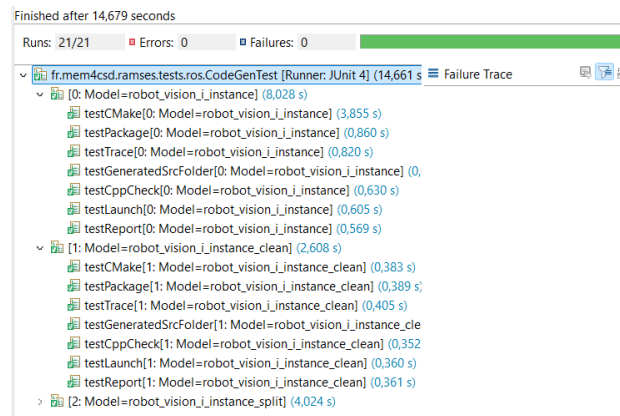 Finished after 14,679 seconds
Runs: 21/21 Errors: 0 Failures: 0
fr.mem4csd.ramses.tests.ros.CodeGenTest [Runner: JUnit 4] (14,661 s
Failure Trace
[0: Model=robot_vision_i_instance] (8,028 s)
testCMake[0: Model=robot_vision_i_instance] (3,855 s)
testPackage[0: Model=robot_vision_i_instance] (0,860 s)
testTrace[0: Model=robot_vision_i_instance] (0,820 s)
testGeneratedSrcFolder[0: Model=robot_vision_i_instance] (0,
testCppCheck[0: Model=robot_vision_i_instance] (0,630 s)
testLaunch[0: Model=robot_vision_i_instance] (0,605 s)
testReport[0: Model=robot_vision_i_instance] (0,569 s)
[1: Model=robot_vision_i_instance_clean] (2,608 s)
testCMake[1: Model=robot_vision_i_instance_clean] (0,383 s)
testPackage[1: Model=robot_vision_i_instance_clean] (0,389 s)
testTrace[1: Model=robot_vision_i_instance_clean] (0,405 s)
testGeneratedSrcFolder[1: Model=robot_vision_i_instance_cle
testCppCheck[1: Model=robot_vision_i_instance_clean] (0,352
testLaunch[1: Model=robot_vision_i_instance_clean] (0,360 s)
testReport[1: Model=robot_vision_i_instance_clean] (0,361 s)
[2: Model=robot_vision_i_instance_split] (4,024 s)